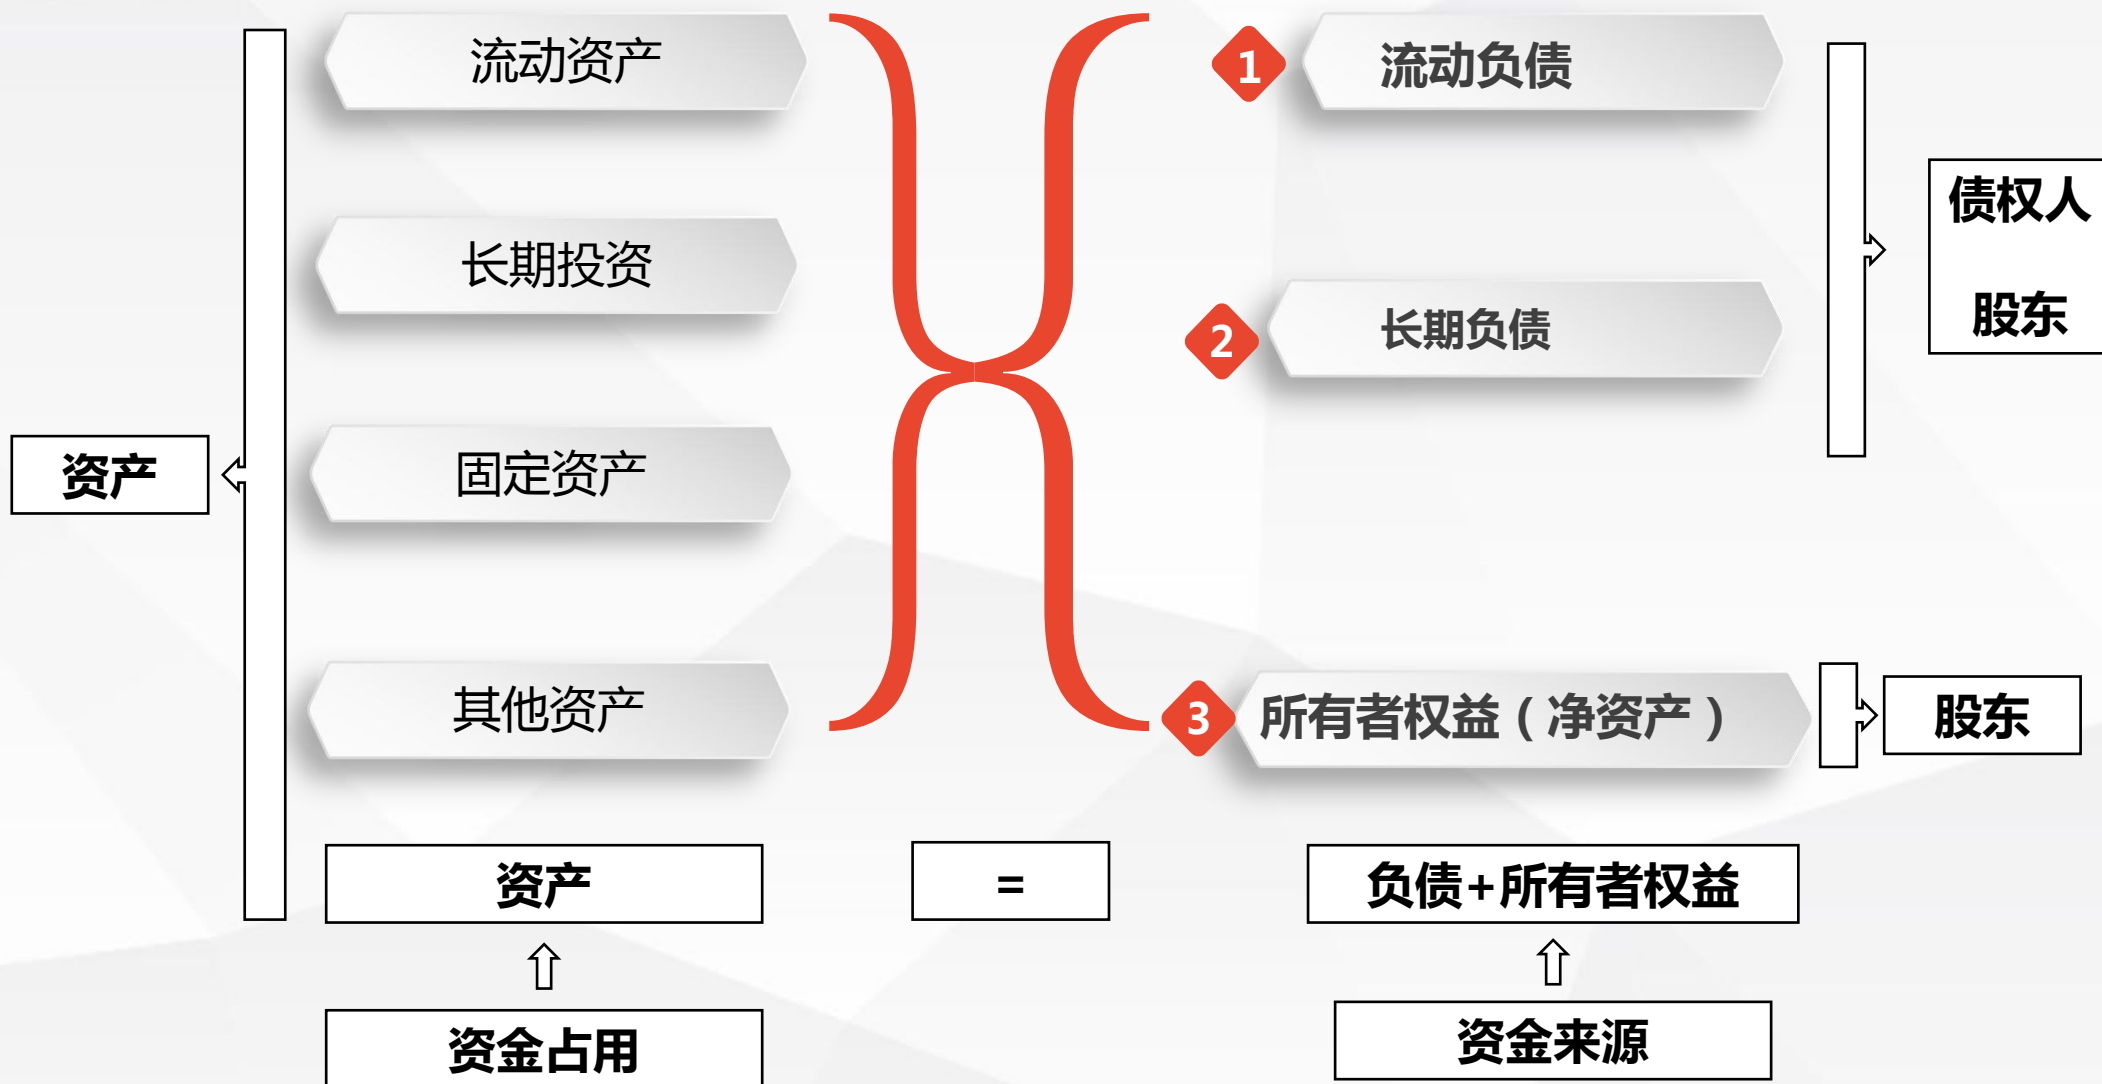 流动资产
长期投资
固定资产
其他资产
资产
1
流动负债
2
长期负债
3
所有者权益（净资产）
债权人
股东
股东
资产
=
负债+所有者权益
资金占用
资金来源